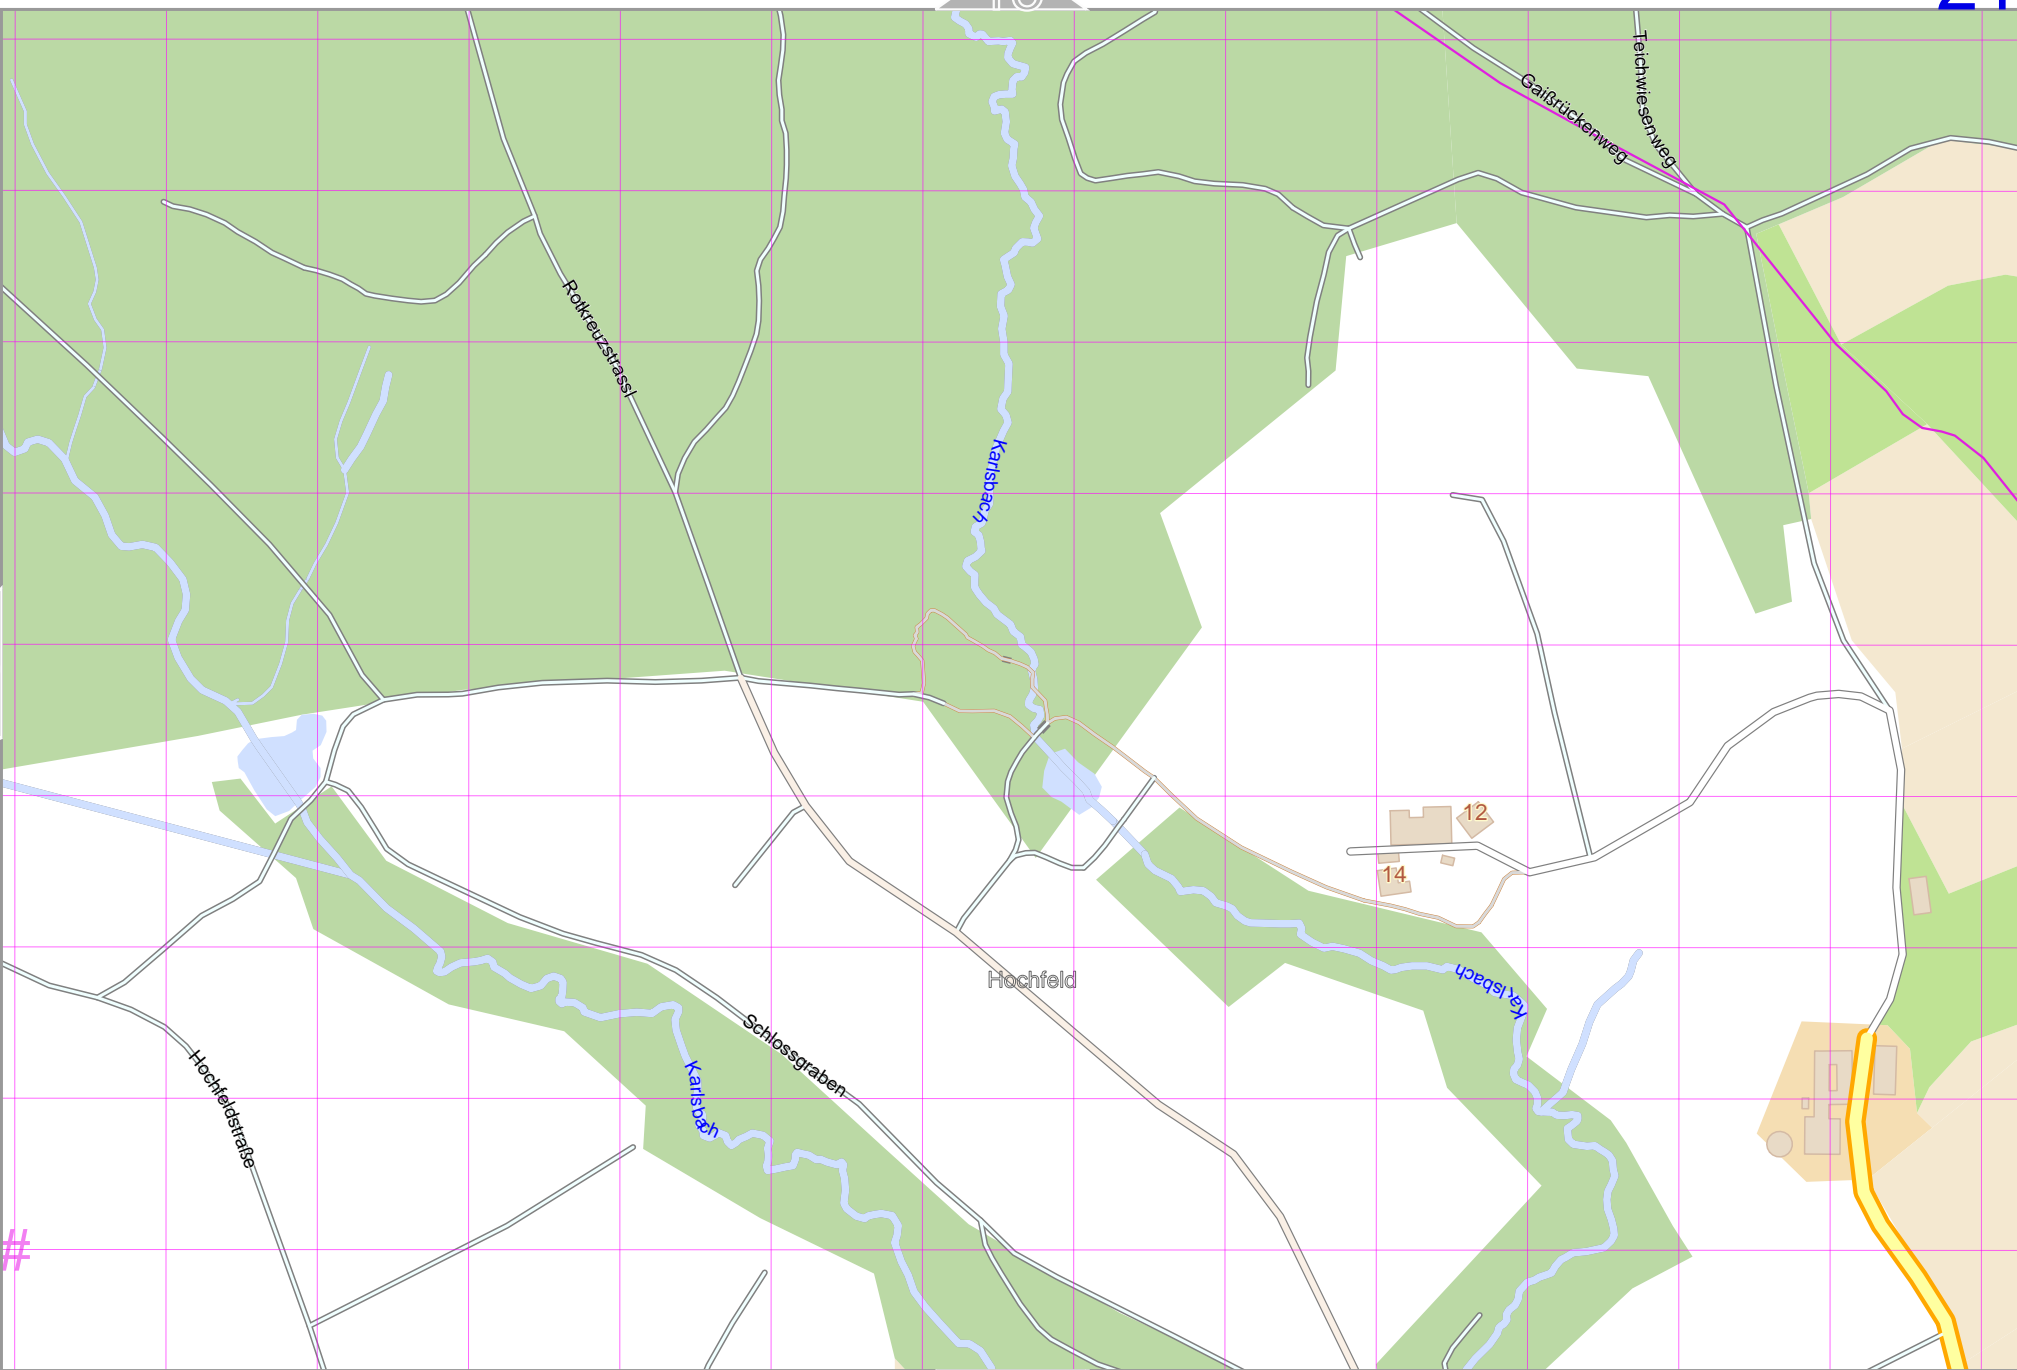 Teichwiesenweg
Gaißrückenweg
Rotkreuzstrassl
Karlsbach
12
14
Hochfeld
Karlsbach
Schlossgraben
Hochfeldstraße
Karlsbach
#